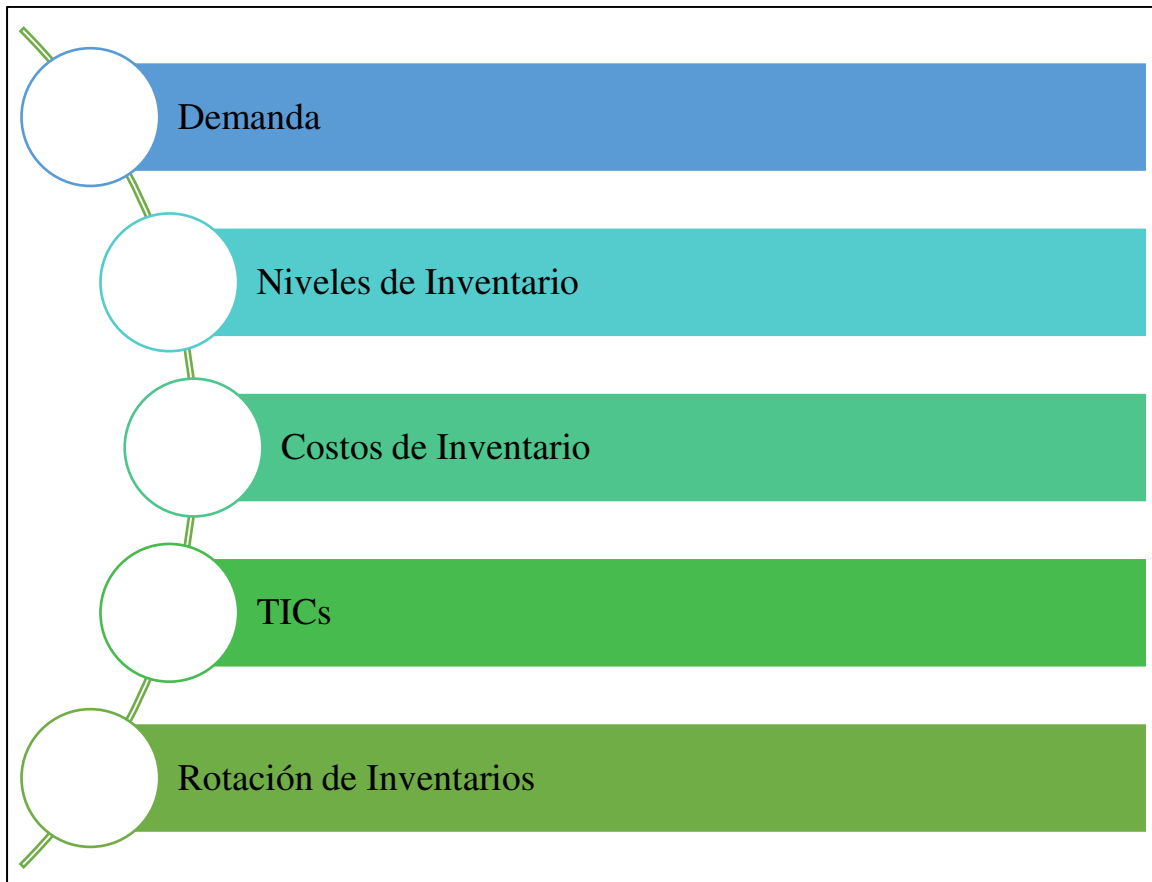 Demanda
Niveles de Inventario
Costos de Inventario
TICs
Rotación de Inventarios